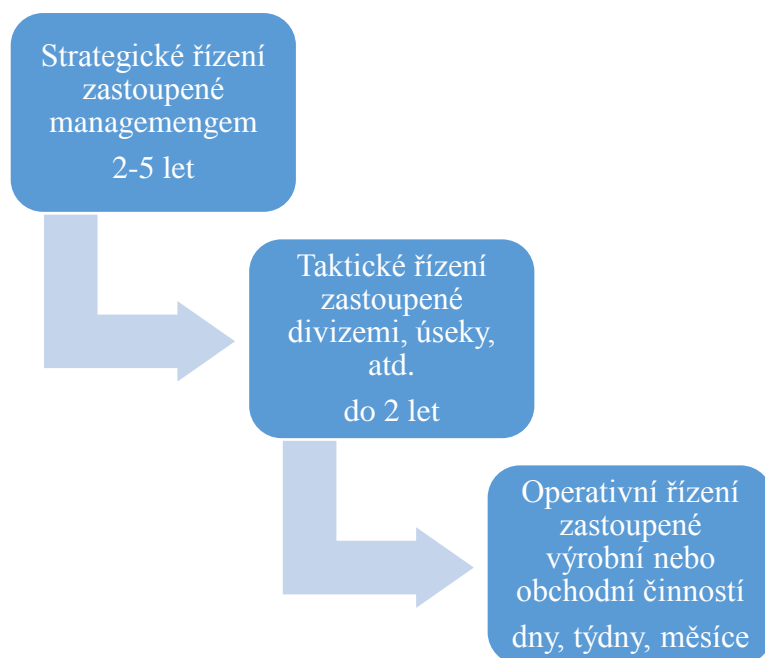 Strategické řízení
zastoupené
managemengem
2-5 let
Taktické řízení
zastoupené
divizemi, úseky,
atd.
do 2 let
Operativní řízení
zastoupené
výrobní nebo
obchodní činností
dny, týdny, měsíce